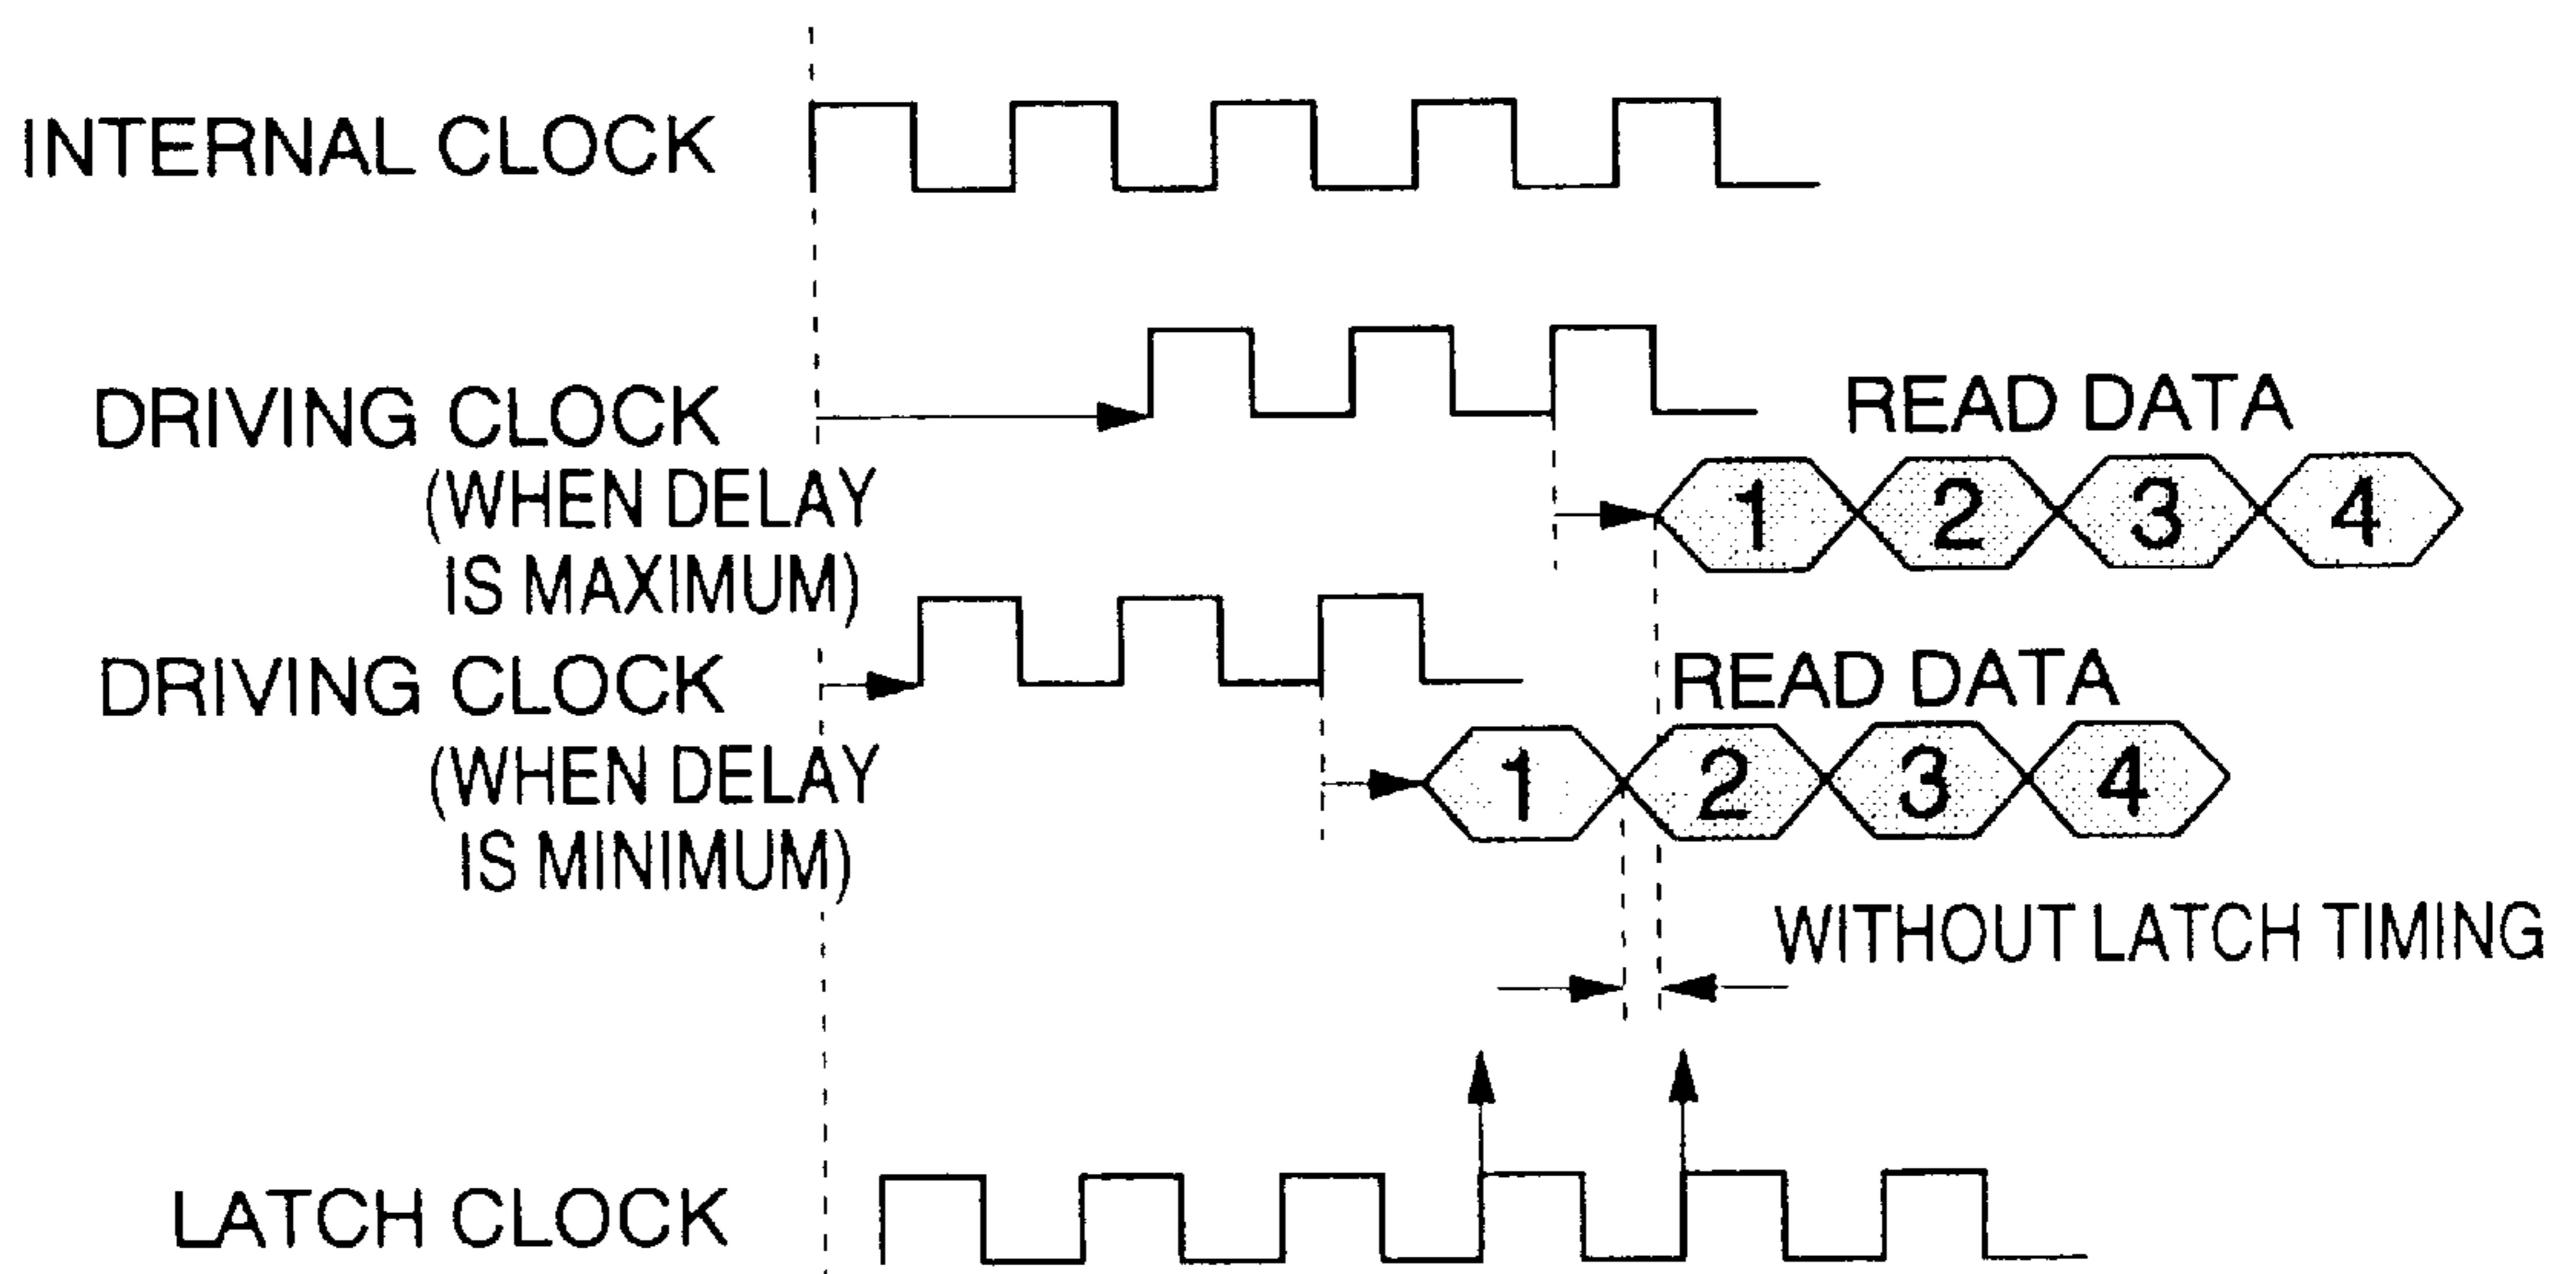 INTERNAL CLOCK
DRIVING CLOCK
(WHEN DELAY
IS MAXIMUM)
READ DATA
1 2 3 4
DRIVING CLOCK
(WHEN DELAY
IS MINIMUM)
READ DATA
1 2 3 4
WITHOUT LATCH TIMING
LATCH CLOCK